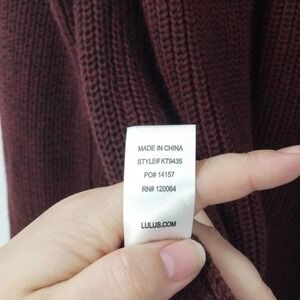 MADE IN CHINA
STYLE# KT9435
PO# 14157
RN# 120064
LULUS.COM